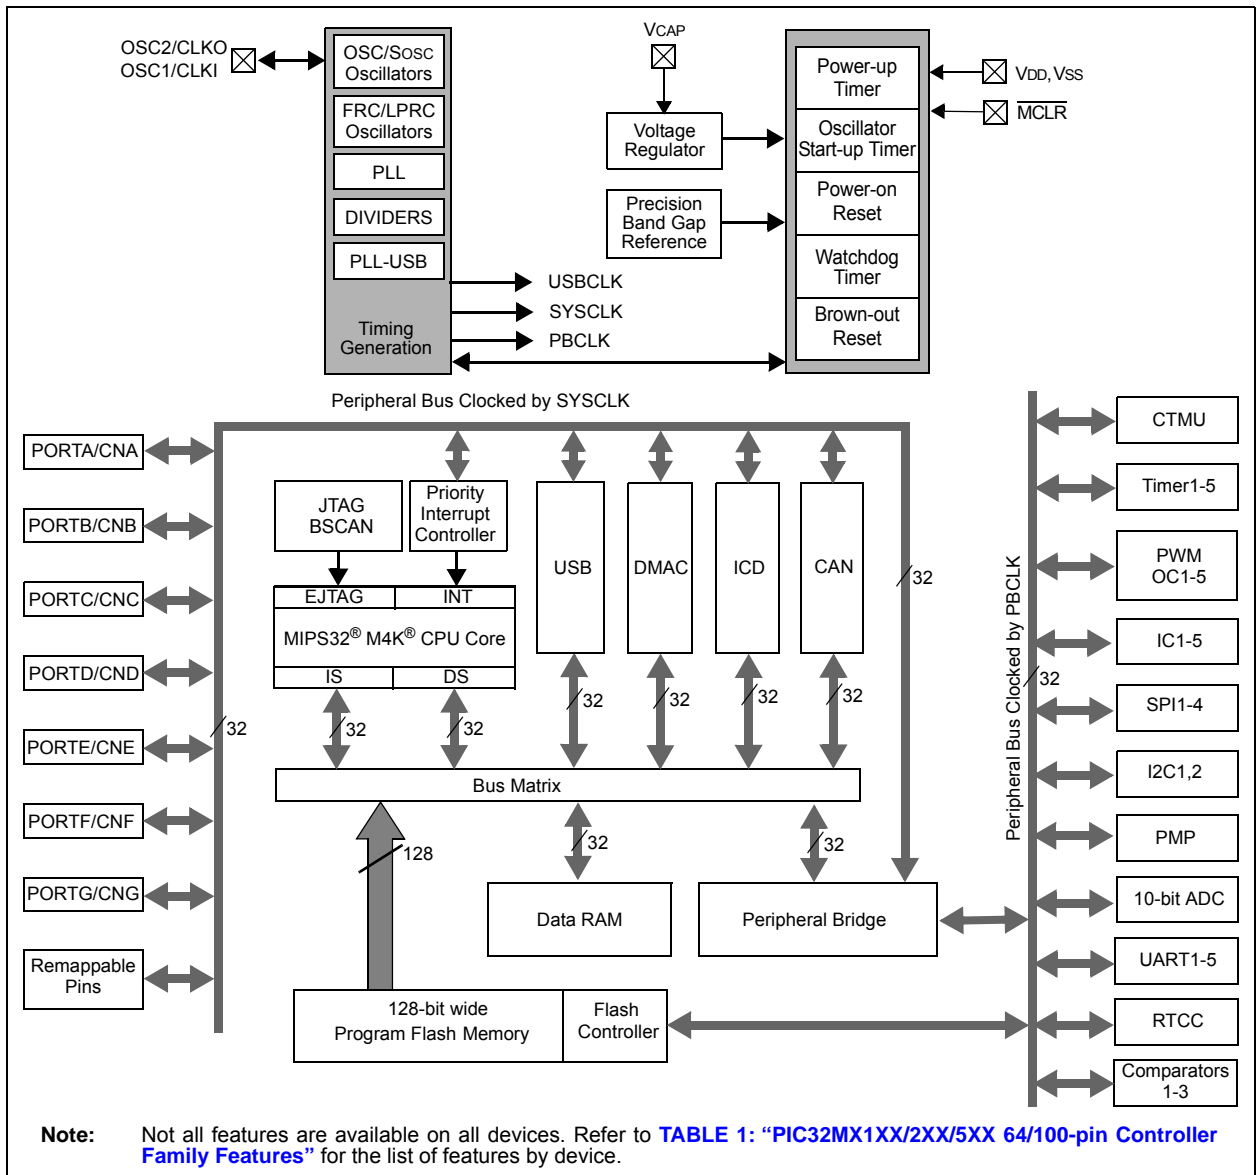 OSC2/CLKO
OSC1/CLKI
OSC/SOSC
Oscillators
FRC/LPRC
Oscillators
PLL
DIVIDERS
PLL-USB
Timing
Generation
USBCLK
SYSCLK
PBCLK
VCAP
Voltage
Regulator
Precision
Band Gap
Reference
Power-up
Timer
Oscillator
Start-up Timer
Power-on
Reset
Watchdog
Timer
Brown-out
Reset
VDD, VSS
MCLR
Peripheral Bus Clocked by SYSCLK
PORTA/CNA
PORTB/CNB
PORTC/CNC
PORTD/CND
PORTE/CNE
PORTF/CNF
PORTG/CNG
Remappable
Pins
32
JTAG
BSCAN
Priority
Interrupt
Controller
EJTAG
INT
MIPS32® M4K® CPU Core
IS
DS
USB
DMAC
ICD
CAN
32
32
32
32
32
32
32
Bus Matrix
128
32
32
Data RAM
Peripheral Bridge
128-bit wide
Program Flash Memory
Flash
Controller
Peripheral Bus Clocked by PBCLK
32
CTMU
Timer1-5
PWM
OC1-5
IC1-5
SPI1-4
I2C1,2
PMP
10-bit ADC
UART1-5
RTCC
Comparators
1-3
Note: Not all features are available on all devices. Refer to TABLE 1: “PIC32MX1XX/2XX/5XX 64/100-pin Controller
Family Features” for the list of features by device.